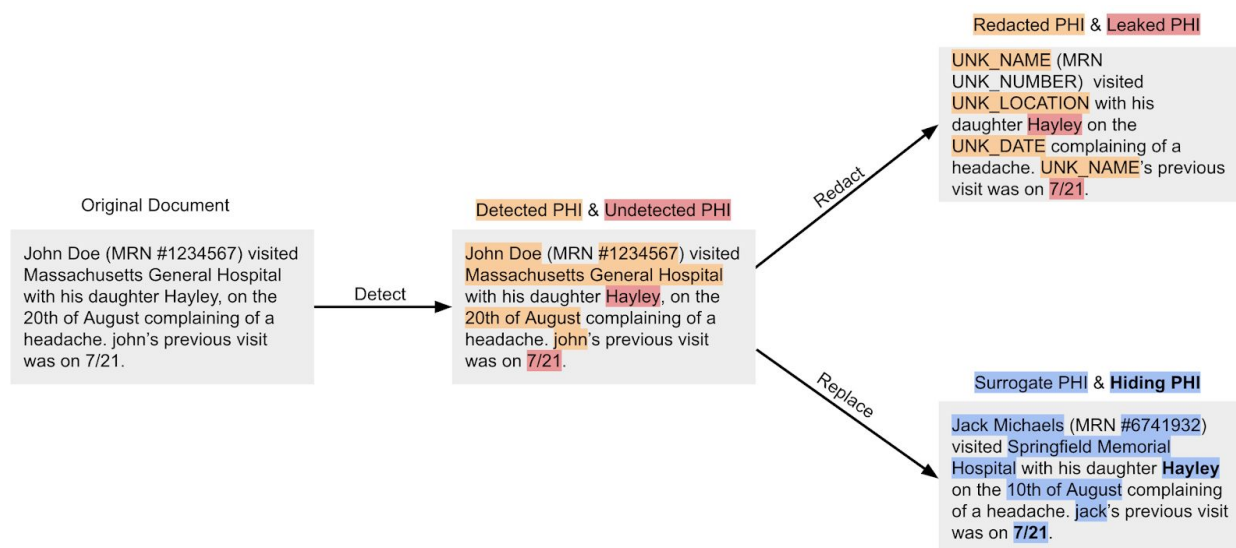 Original Document
John Doe (MRN #1234567) visited
Massachusetts General Hospital
with his daughter Hayley, on the
20th of August complaining of a
headache. john's previous visit
was on 7/21.
Detect
Detected PHI & Undetected PHI
John Doe (MRN #1234567) visited
Massachusetts General Hospital
with his daughter Hayley, on the
20th of August complaining of a
headache. john's previous visit
was on 7/21.
Redact
Redacted PHI & Leaked PHI
UNK_NAME (MRN
UNK_NUMBER)  visited
UNK_LOCATION with his
daughter Hayley on the
UNK_DATE complaining of a
headache. UNK_NAME's previous
visit was on 7/21.
Replace
Surrogate PHI & Hiding PHI
Jack Michaels (MRN #6741932)
visited Springfield Memorial
Hospital with his daughter Hayley
on the 10th of August complaining
of a headache. jack's previous visit
was on 7/21.